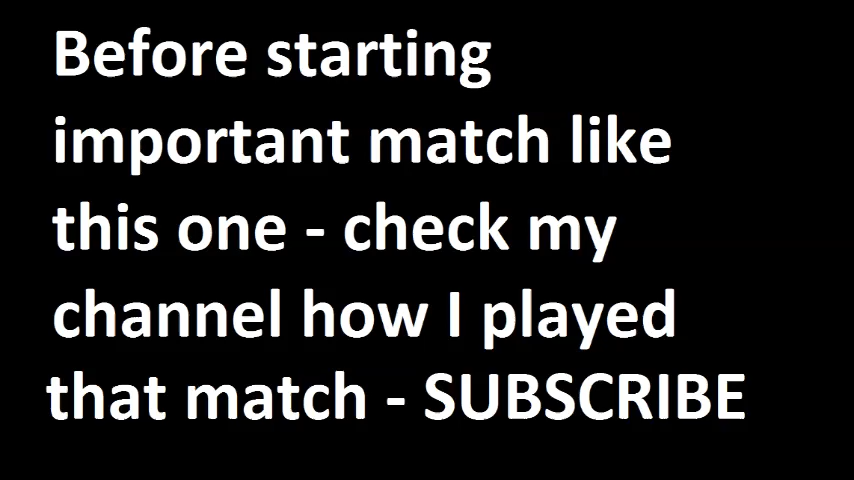 Before starting
important match like
this one - check my
channel how I played
that match - SUBSCRIBE